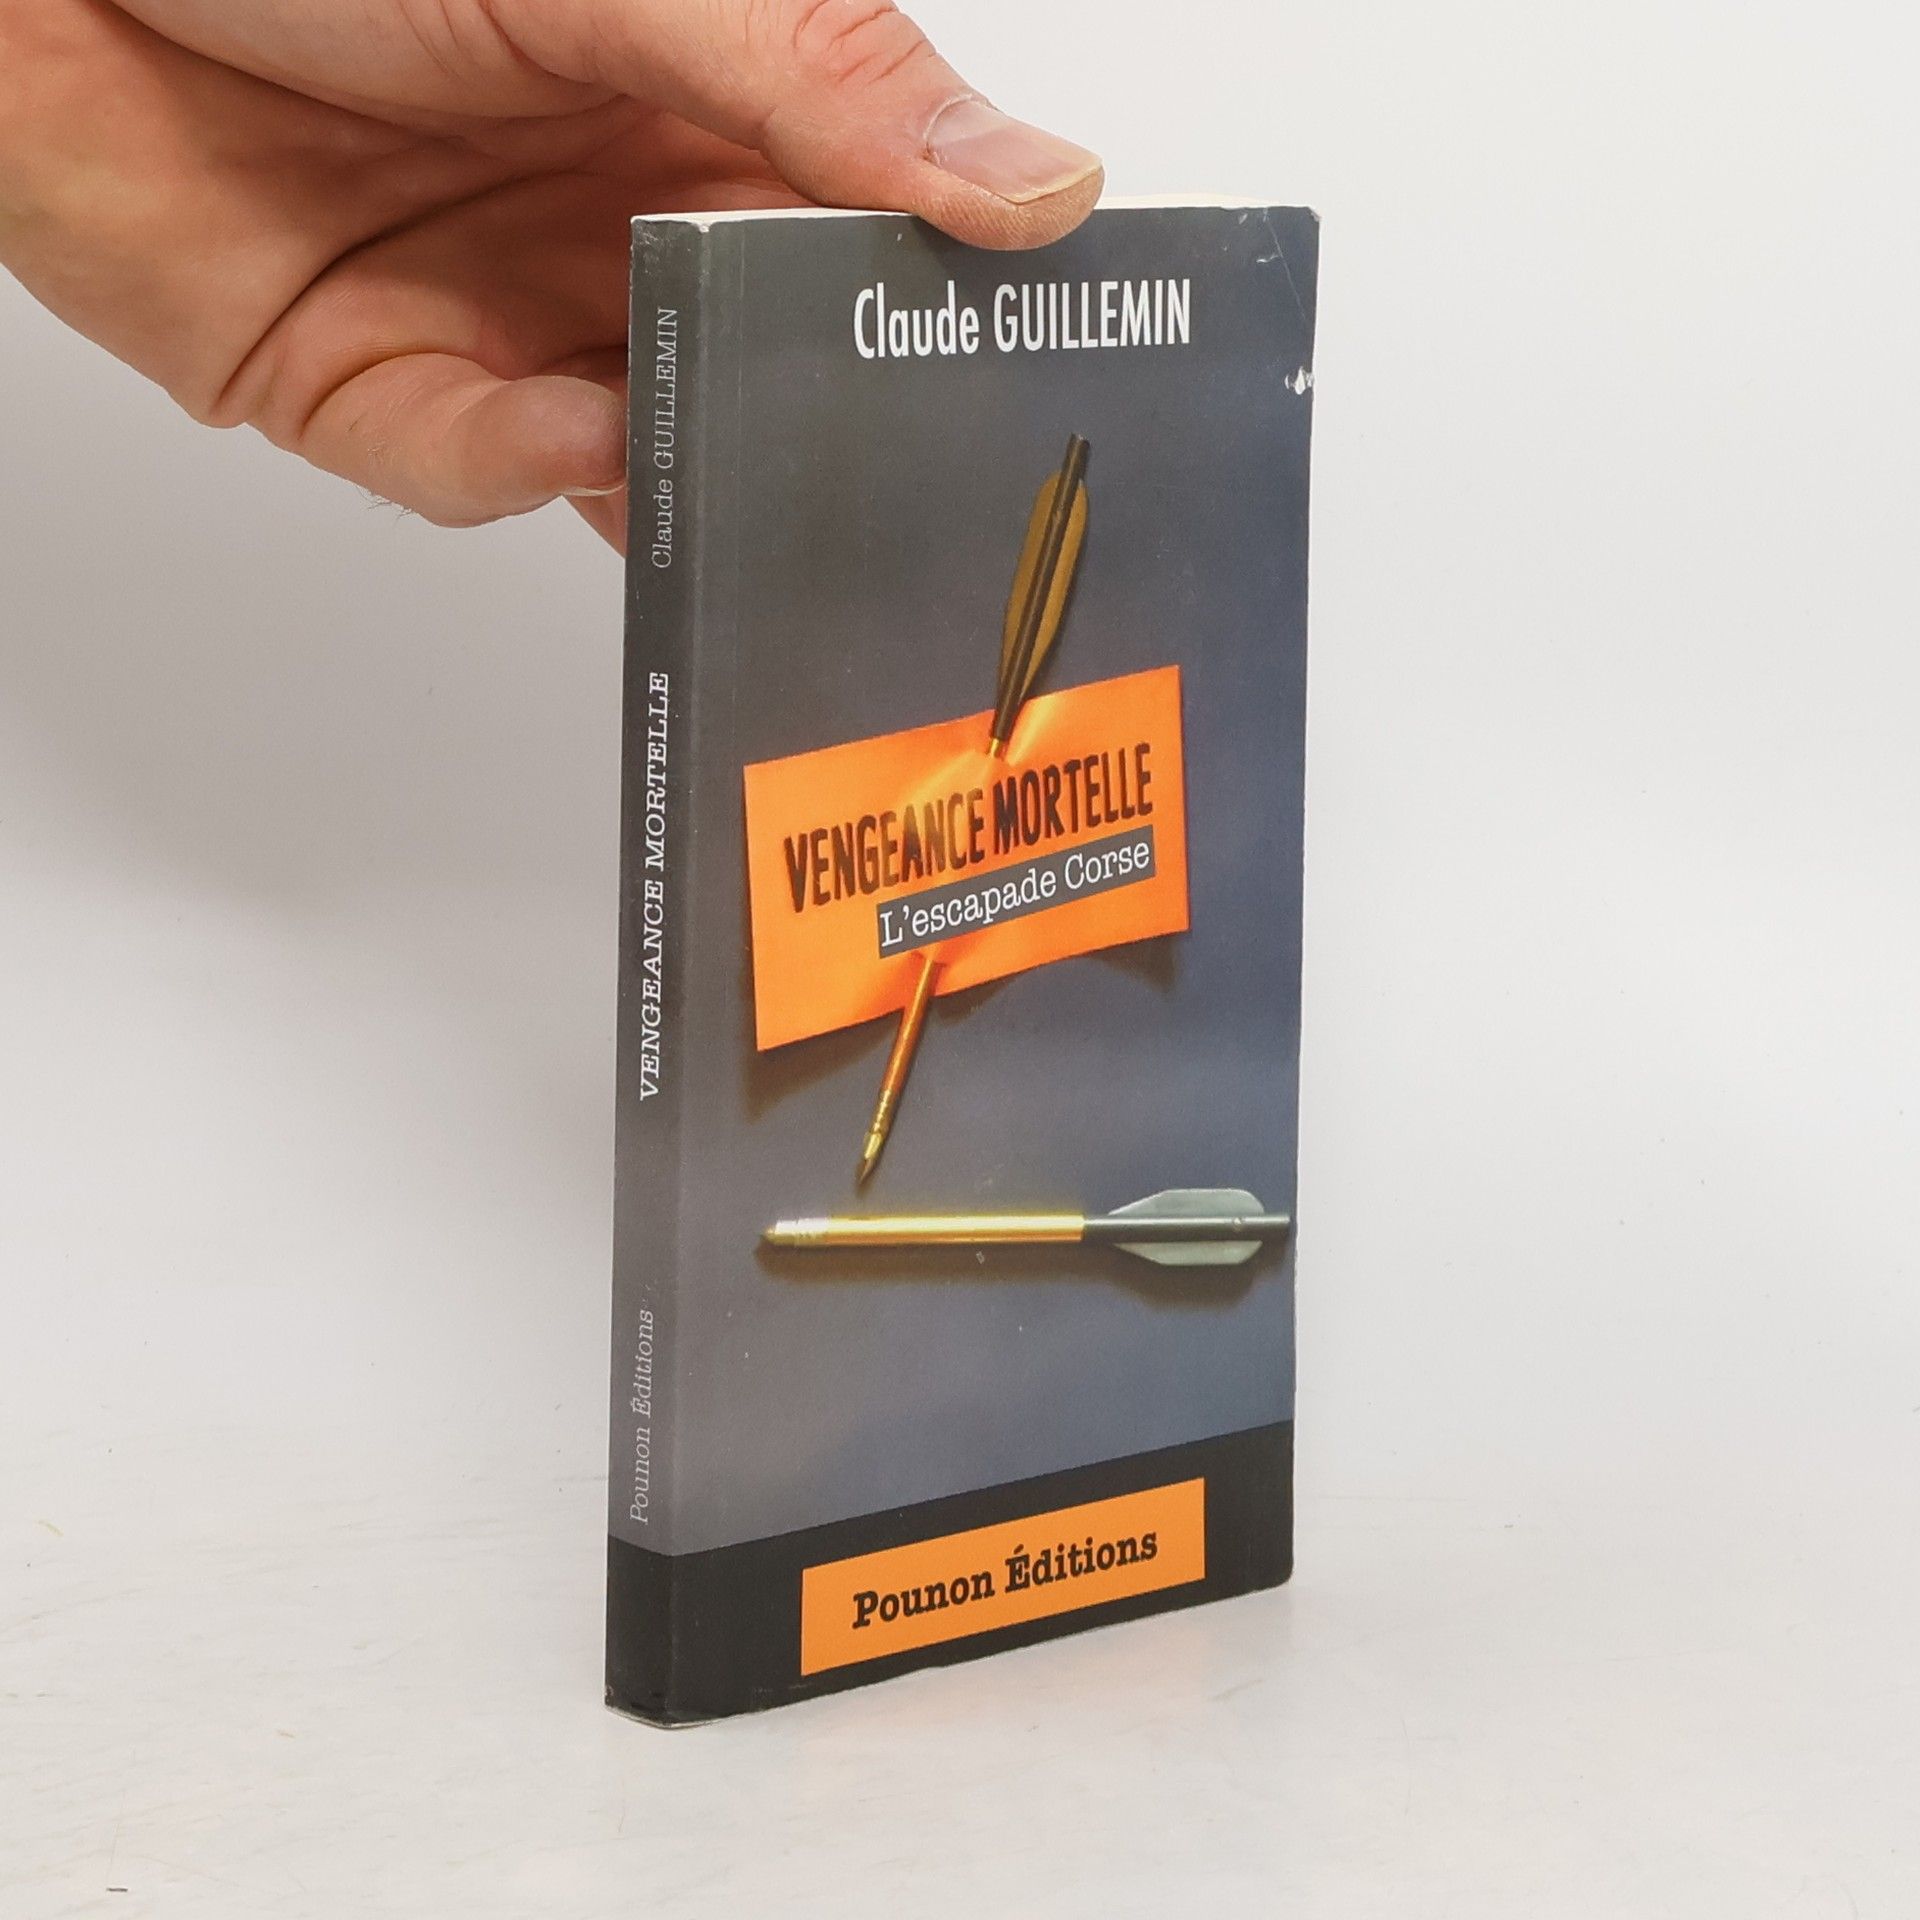 Claude GUILLEMIN
VENGEANCE MORTELLE
L'escapade Corse
Pounon Éditions
Claude GUILLEMIN
VENGEANCE MORTELLE
Pounon Éditions